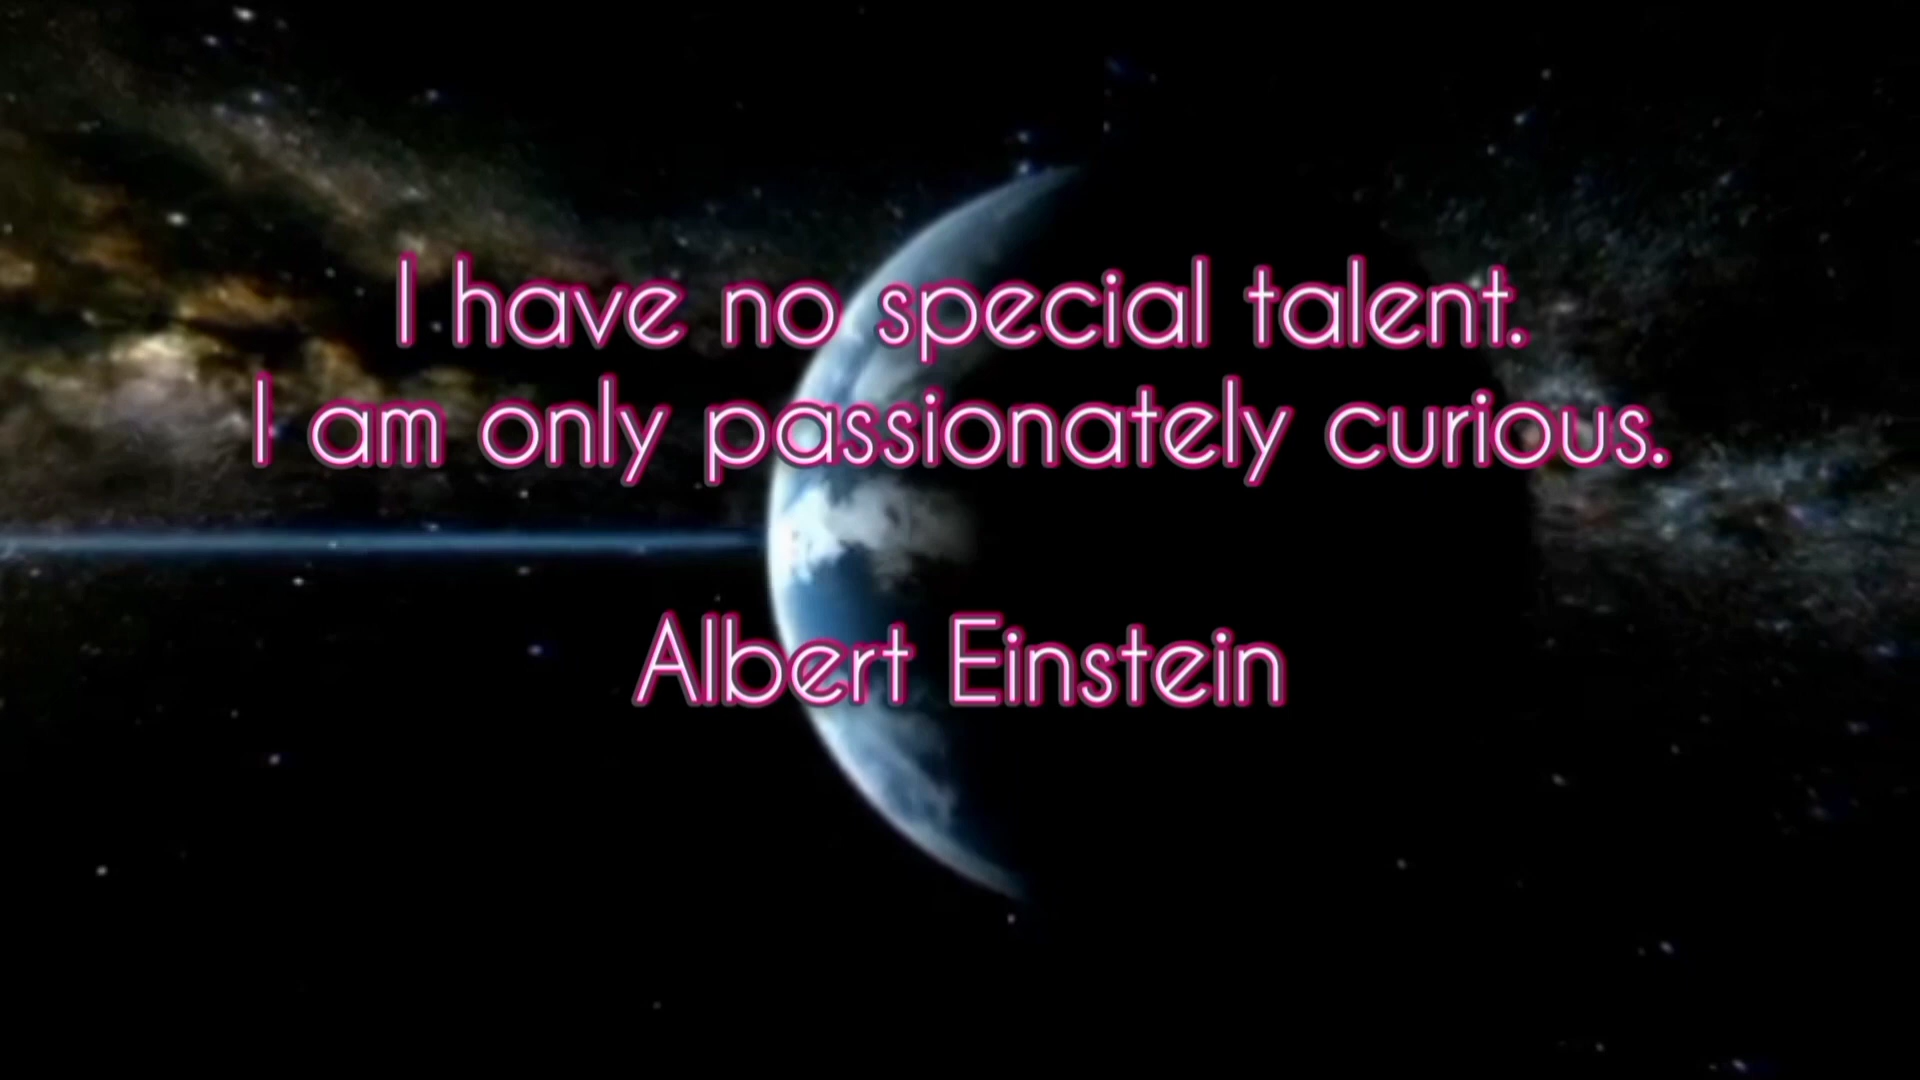 I have no special talent.
I am only passionately curious.
Albert Einstein